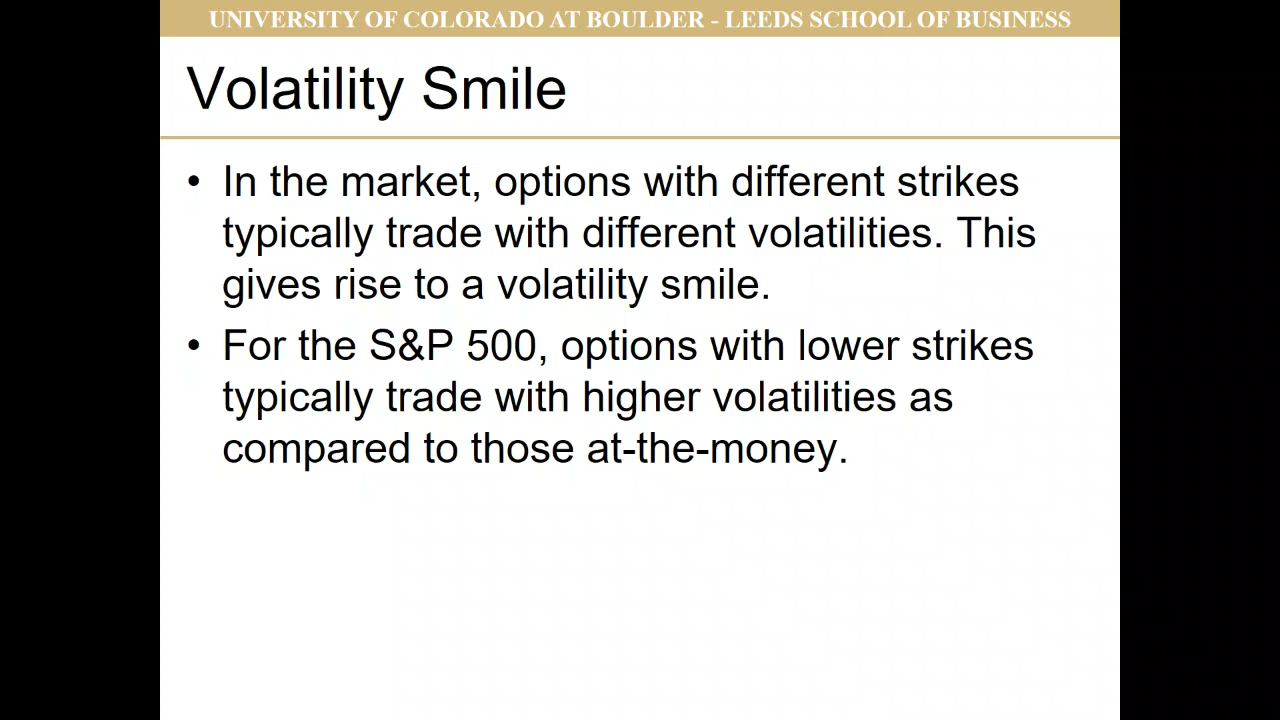 UNIVERSITY OF COLORADO AT BOULDER - LEEDS SCHOOL OF BUSINESS
Volatility Smile
• In the market, options with different strikes
typically trade with different volatilities. This
gives rise to a volatility smile.
• For the S&P 500, options with lower strikes
typically trade with higher volatilities as
compared to those at-the-money.